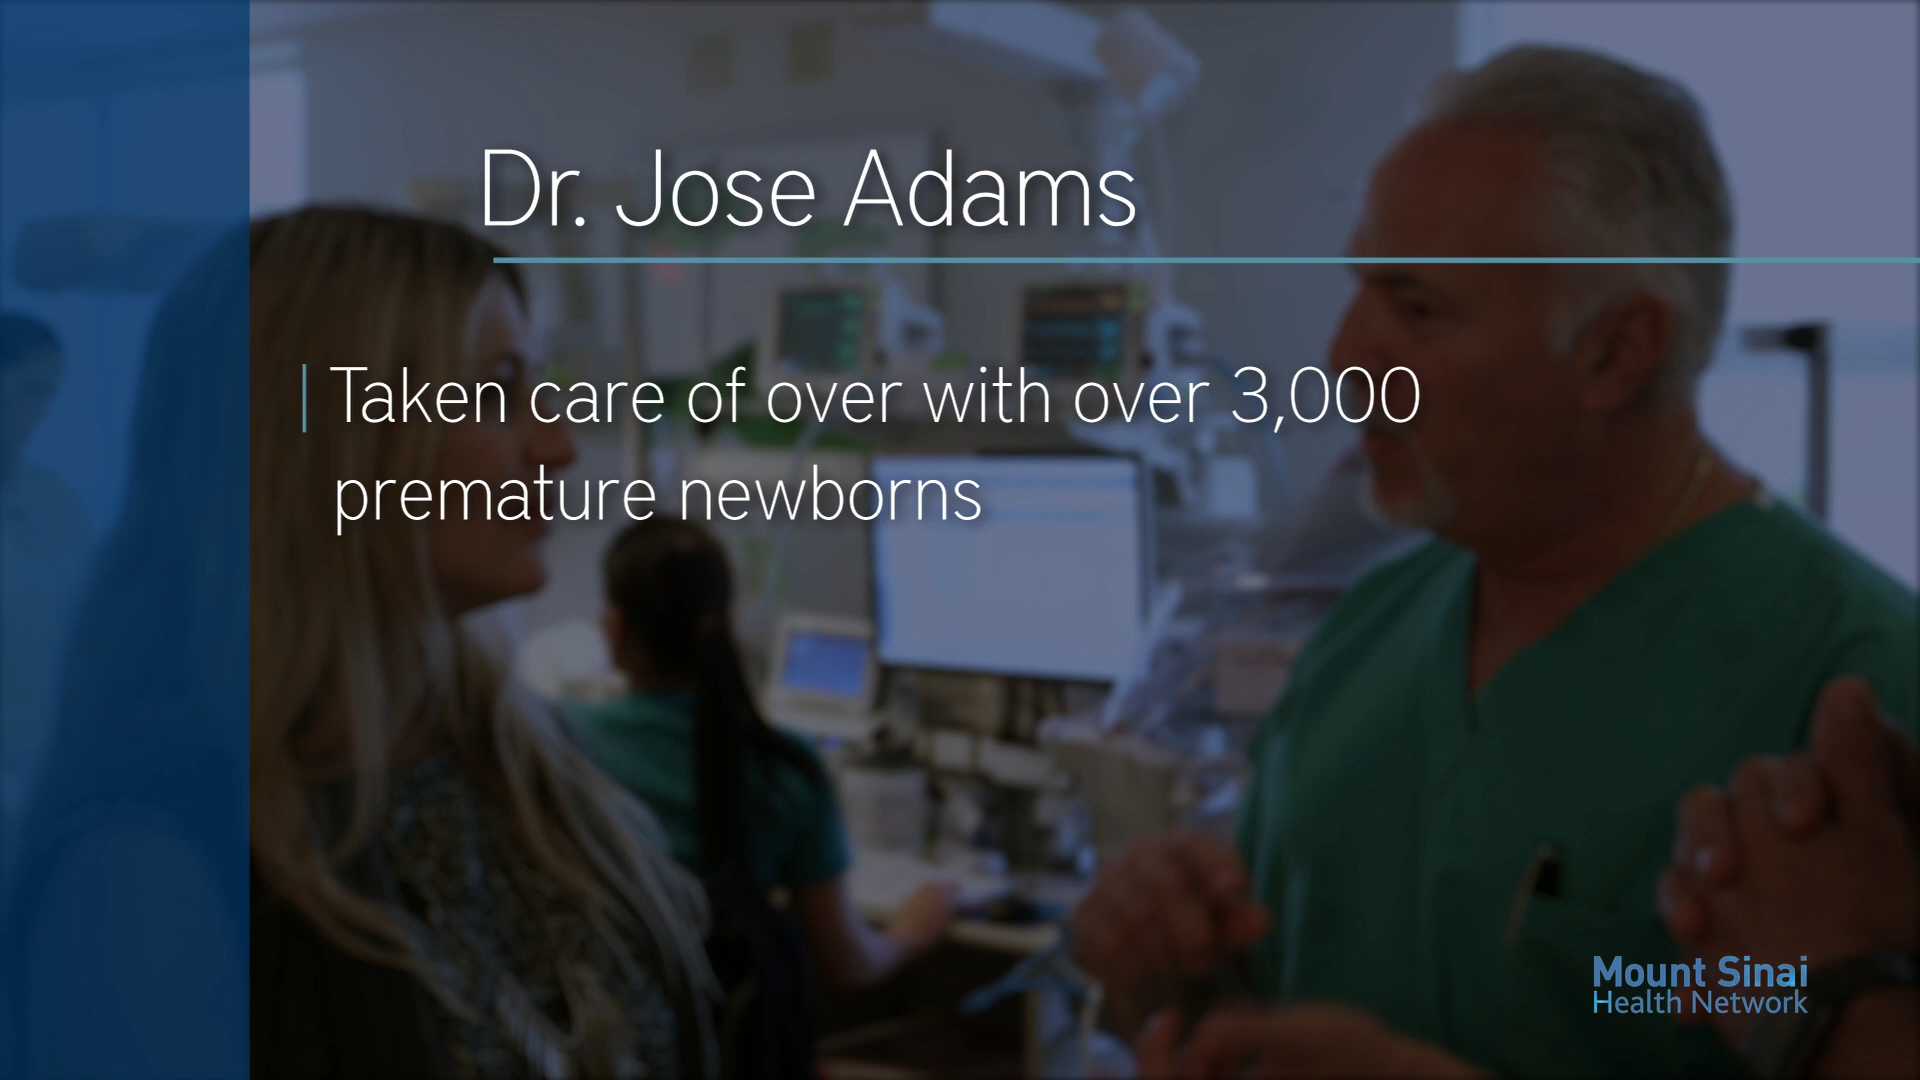 Dr. Jose Adams
Taken care of over with over 3,000
premature newborns
Mount Sinai
Health Network